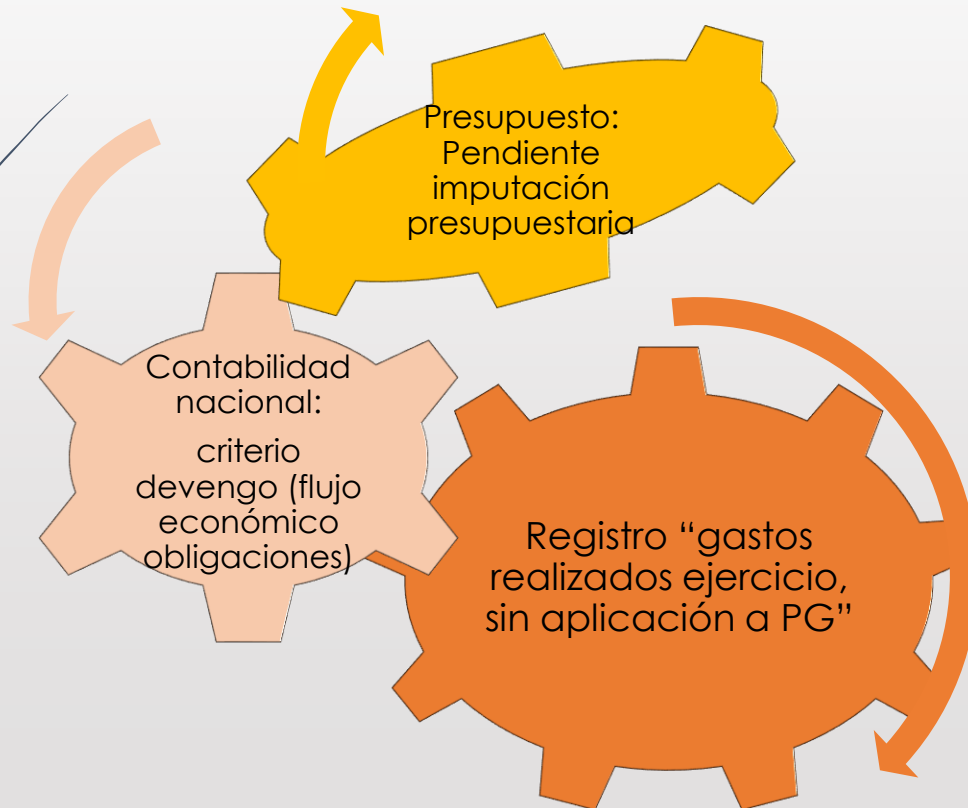 Presupuesto:
Pendiente
imputación
presupuestaria
Contabilidad
nacional:
criterio
devengo (flujo
económico
obligaciones)
Registro “gastos
realizados ejercicio,
sin aplicación a PG”